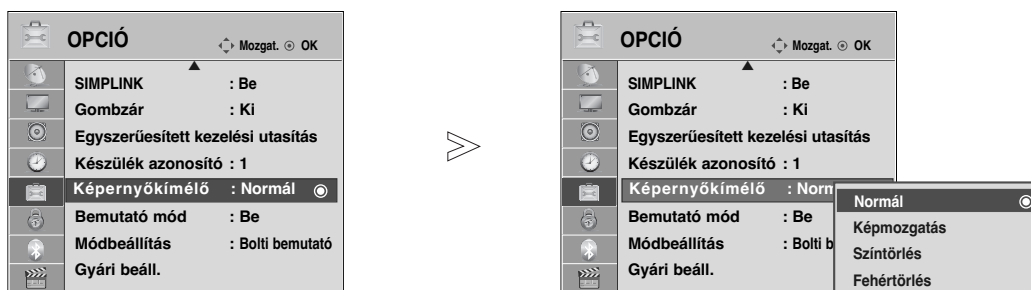 OPCIÓ Mozgat. OK
SIMPLINK : Be
Gombzár : Ki
Egyszerűesített kezelési utasítás
Készülék azonosító : 1
Képernyőkímélő : Normál
Bemutató mód : Be
Módbeállítás : Bolti bemutató
Gyári beáll.
OPCIÓ Mozgat. OK
SIMPLINK : Be
Gombzár : Ki
Egyszerűesített kezelési utasítás
Készülék azonosító : 1
Képernyőkímélő : Norm
Bemutató mód : Be
Módbeállítás : Bolti b
Gyári beáll.
Normál
Képmozgatás
Színtörlés
Fehértörlés